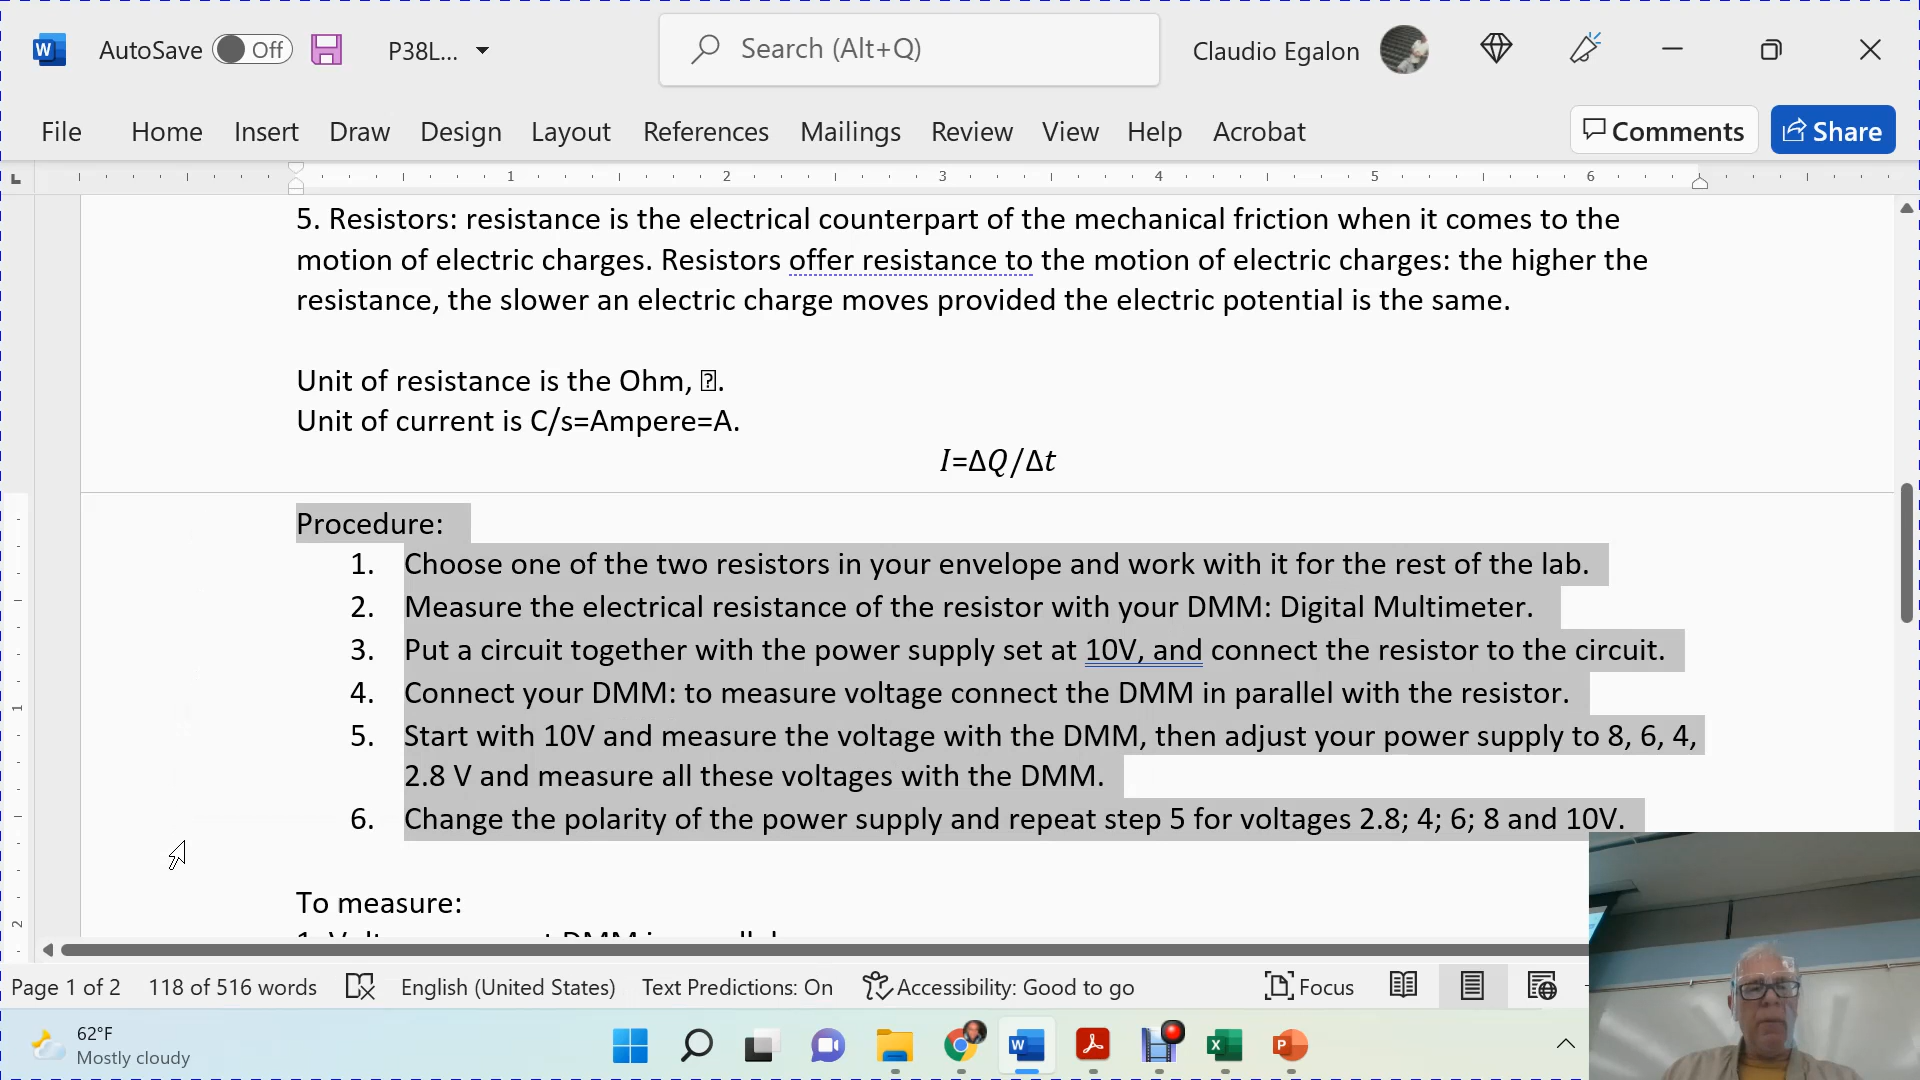 AutoSave Off P38L... Search (Alt+Q) Claudio Egalon
File Home Insert Draw Design Layout References Mailings Review View Help Acrobat Comments Share
1 2 3 4 5 6
5. Resistors: resistance is the electrical counterpart of the mechanical friction when it comes to the
motion of electric charges. Resistors offer resistance to the motion of electric charges: the higher the
resistance, the slower an electric charge moves provided the electric potential is the same.
Unit of resistance is the Ohm, ⍰.
Unit of current is C/s=Ampere=A.
I=ΔQ/Δt
Procedure:
1. Choose one of the two resistors in your envelope and work with it for the rest of the lab.
2. Measure the electrical resistance of the resistor with your DMM: Digital Multimeter.
3. Put a circuit together with the power supply set at 10V, and connect the resistor to the circuit.
4. Connect your DMM: to measure voltage connect the DMM in parallel with the resistor.
5. Start with 10V and measure the voltage with the DMM, then adjust your power supply to 8, 6, 4,
2.8 V and measure all these voltages with the DMM.
6. Change the polarity of the power supply and repeat step 5 for voltages 2.8; 4; 6; 8 and 10V.
To measure:
Page 1 of 2 118 of 516 words English (United States) Text Predictions: On Accessibility: Good to go Focus
62°F
Mostly cloudy